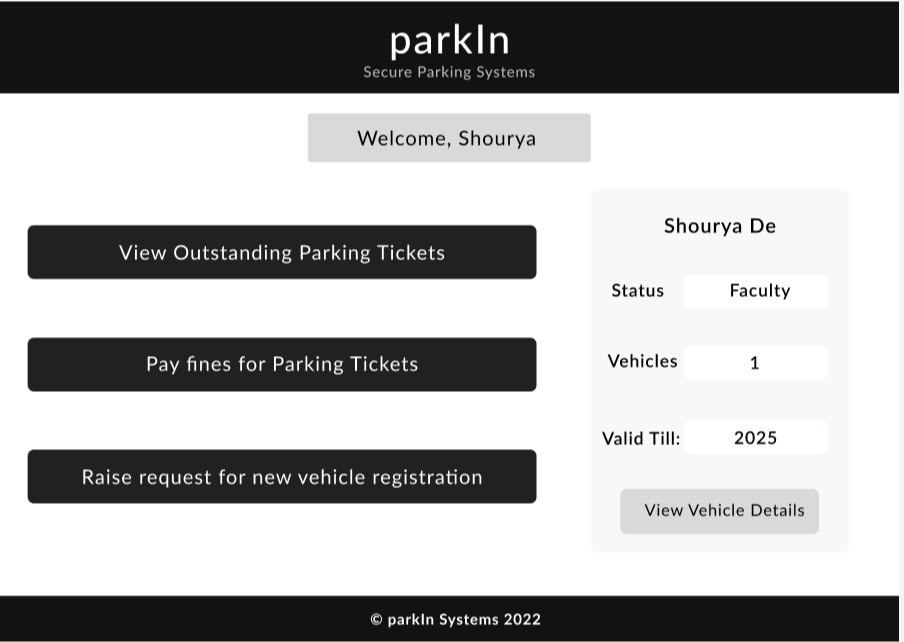 parkIn
Secure Parking Systems
Welcome, Shourya
View Outstanding Parking Tickets
Pay fines for Parking Tickets
Raise request for new vehicle registration
Shourya De
Status Faculty
Vehicles 1
Valid Till: 2025
View Vehicle Details
© parkIn Systems 2022